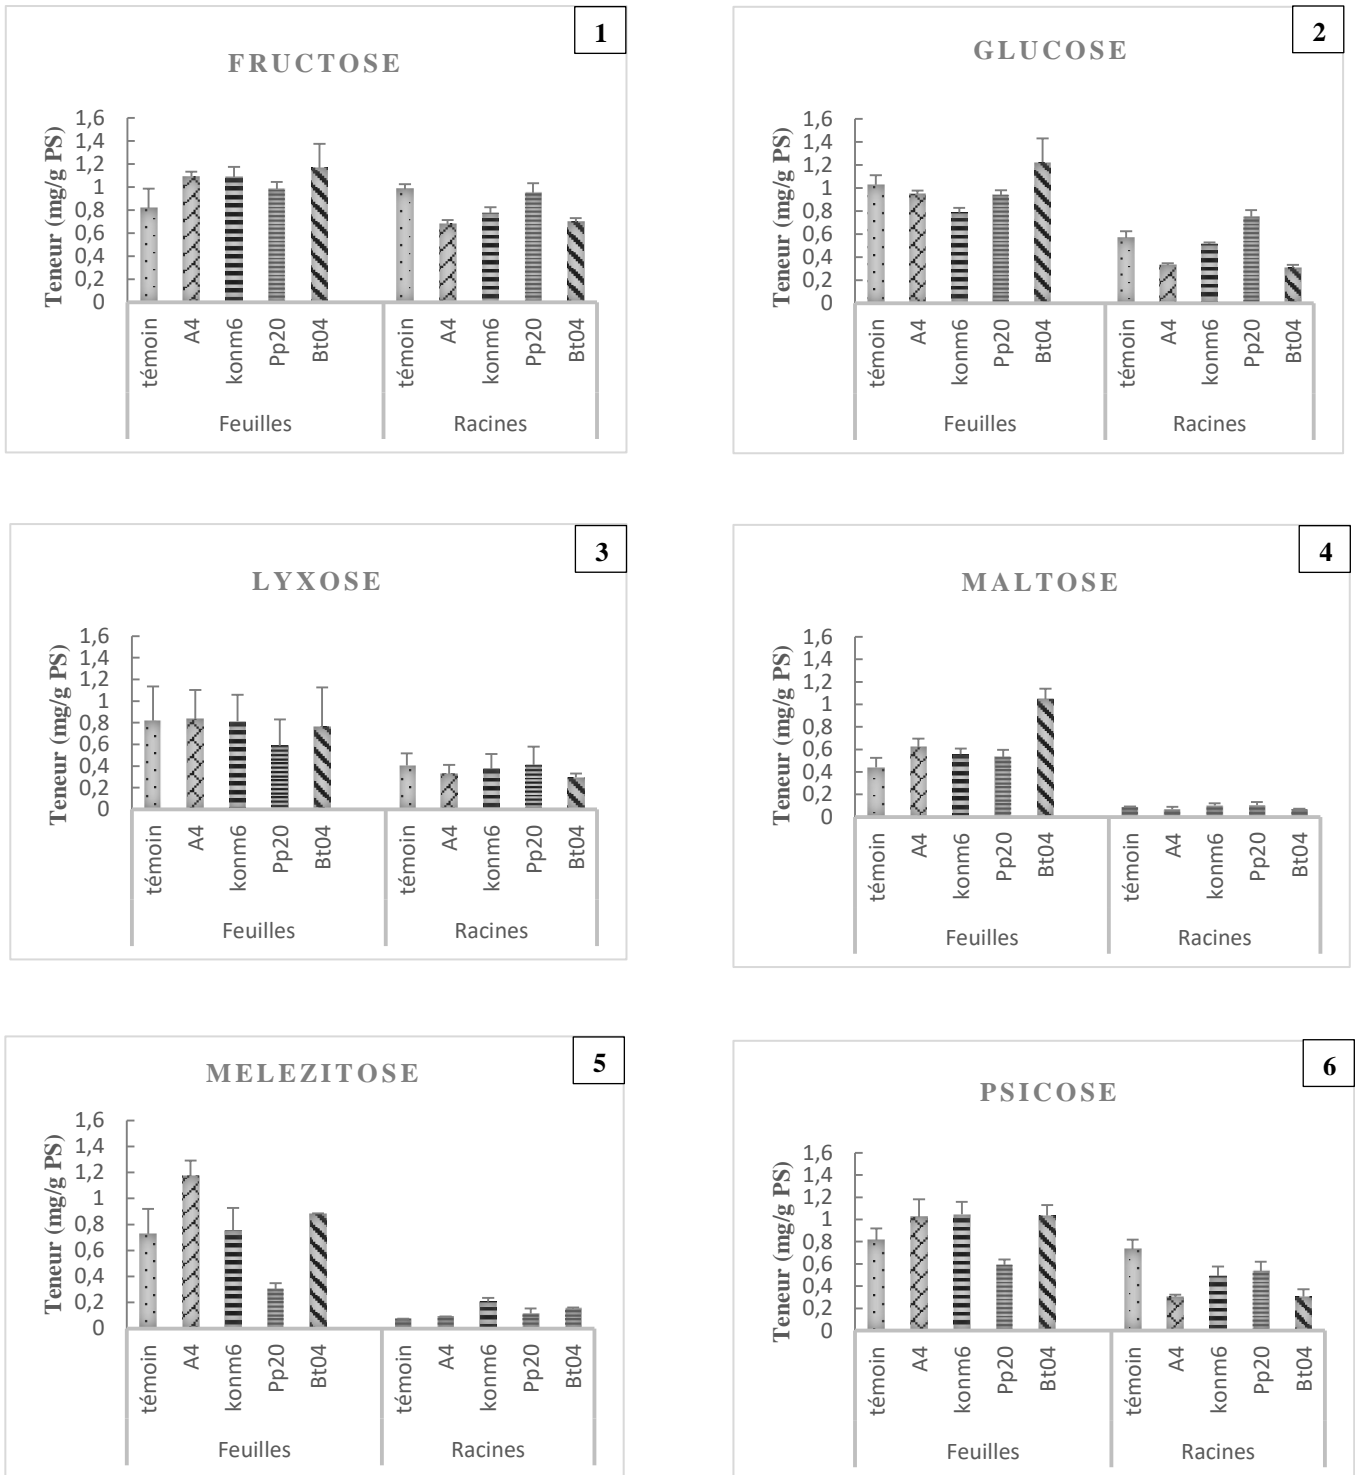 1
FRUCTOSE
Teneur (mg/g PS)
1,6
1,4
1,2
1
0,8
0,6
0,4
0,2
0
témoin
A4
konm6
Pp20
Bt04
témoin
A4
konm6
Pp20
Bt04
Feuilles
Racines
2
GLUCOSE
Teneur (mg/g PS)
1,6
1,4
1,2
1
0,8
0,6
0,4
0,2
0
témoin
A4
konm6
Pp20
Bt04
témoin
A4
konm6
Pp20
Bt04
Feuilles
Racines
3
LYXOSE
Teneur (mg/g PS)
1,6
1,4
1,2
1
0,8
0,6
0,4
0,2
0
témoin
A4
konm6
Pp20
Bt04
témoin
A4
konm6
Pp20
Bt04
Feuilles
Racines
4
MALTOSE
Teneur (mg/g PS)
1,6
1,4
1,2
1
0,8
0,6
0,4
0,2
0
témoin
A4
konm6
Pp20
Bt04
témoin
A4
konm6
Pp20
Bt04
Feuilles
Racines
5
MELEZITOSE
Teneur (mg/g PS)
1,6
1,4
1,2
1
0,8
0,6
0,4
0,2
0
témoin
A4
konm6
Pp20
Bt04
témoin
A4
konm6
Pp20
Bt04
Feuilles
Racines
6
PSICOSE
Teneur (mg/g PS)
1,6
1,4
1,2
1
0,8
0,6
0,4
0,2
0
témoin
A4
konm6
Pp20
Bt04
témoin
A4
konm6
Pp20
Bt04
Feuilles
Racines